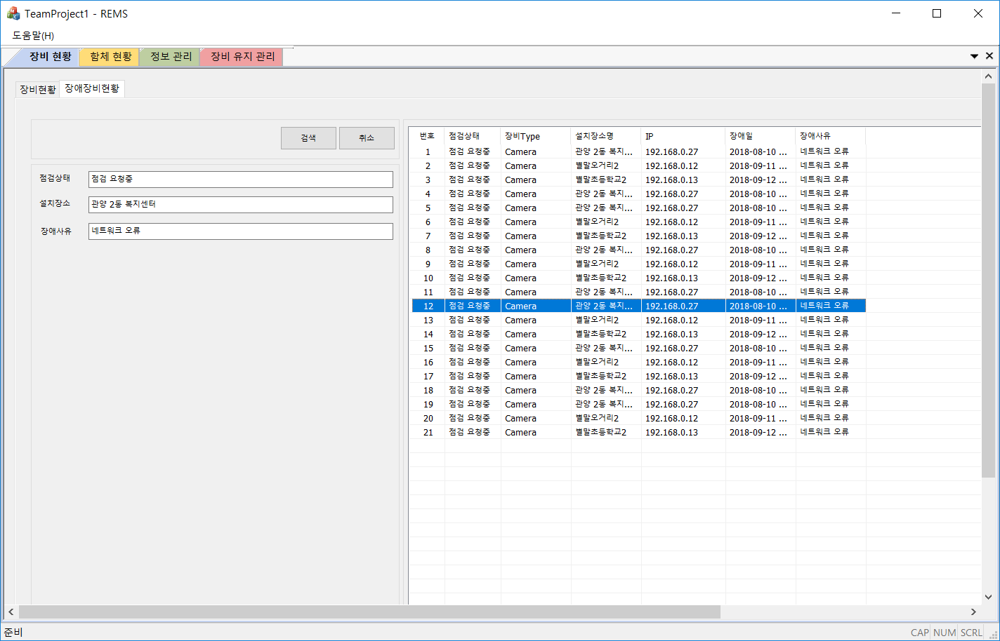 TeamProject1 - REMS
도움말(H)
장비 현황 함체 현황 정보 관리 장비 유지 관리
장비현황 장애장비현황
검색 취소
점검상태 점검 요청중
설치장소 관양 2동 복지센터
장애사유 네트워크 오류
번호 점검상태 장비Type 설치장소명 IP 장애일 장애사유
1 점검 요청중 Camera 관양 2동 복지... 192.168.0.27 2018-08-10 ... 네트워크 오류
2 점검 요청중 Camera 별말오거리2 192.168.0.12 2018-09-11 ... 네트워크 오류
3 점검 요청중 Camera 별말초등학교2 192.168.0.13 2018-09-12 ... 네트워크 오류
4 점검 요청중 Camera 관양 2동 복지... 192.168.0.27 2018-08-10 ... 네트워크 오류
5 점검 요청중 Camera 관양 2동 복지... 192.168.0.27 2018-08-10 ... 네트워크 오류
6 점검 요청중 Camera 별말오거리2 192.168.0.12 2018-09-11 ... 네트워크 오류
7 점검 요청중 Camera 별말초등학교2 192.168.0.13 2018-09-12 ... 네트워크 오류
8 점검 요청중 Camera 관양 2동 복지... 192.168.0.27 2018-08-10 ... 네트워크 오류
9 점검 요청중 Camera 별말오거리2 192.168.0.12 2018-09-11 ... 네트워크 오류
10 점검 요청중 Camera 별말초등학교2 192.168.0.13 2018-09-12 ... 네트워크 오류
11 점검 요청중 Camera 관양 2동 복지... 192.168.0.27 2018-08-10 ... 네트워크 오류
12 점검 요청중 Camera 관양 2동 복지... 192.168.0.27 2018-08-10 ... 네트워크 오류
13 점검 요청중 Camera 별말오거리2 192.168.0.12 2018-09-11 ... 네트워크 오류
14 점검 요청중 Camera 별말초등학교2 192.168.0.13 2018-09-12 ... 네트워크 오류
15 점검 요청중 Camera 관양 2동 복지... 192.168.0.27 2018-08-10 ... 네트워크 오류
16 점검 요청중 Camera 별말오거리2 192.168.0.12 2018-09-11 ... 네트워크 오류
17 점검 요청중 Camera 별말초등학교2 192.168.0.13 2018-09-12 ... 네트워크 오류
18 점검 요청중 Camera 관양 2동 복지... 192.168.0.27 2018-08-10 ... 네트워크 오류
19 점검 요청중 Camera 관양 2동 복지... 192.168.0.27 2018-08-10 ... 네트워크 오류
20 점검 요청중 Camera 별말오거리2 192.168.0.12 2018-09-11 ... 네트워크 오류
21 점검 요청중 Camera 별말초등학교2 192.168.0.13 2018-09-12 ... 네트워크 오류
준비 CAP NUM SCRL